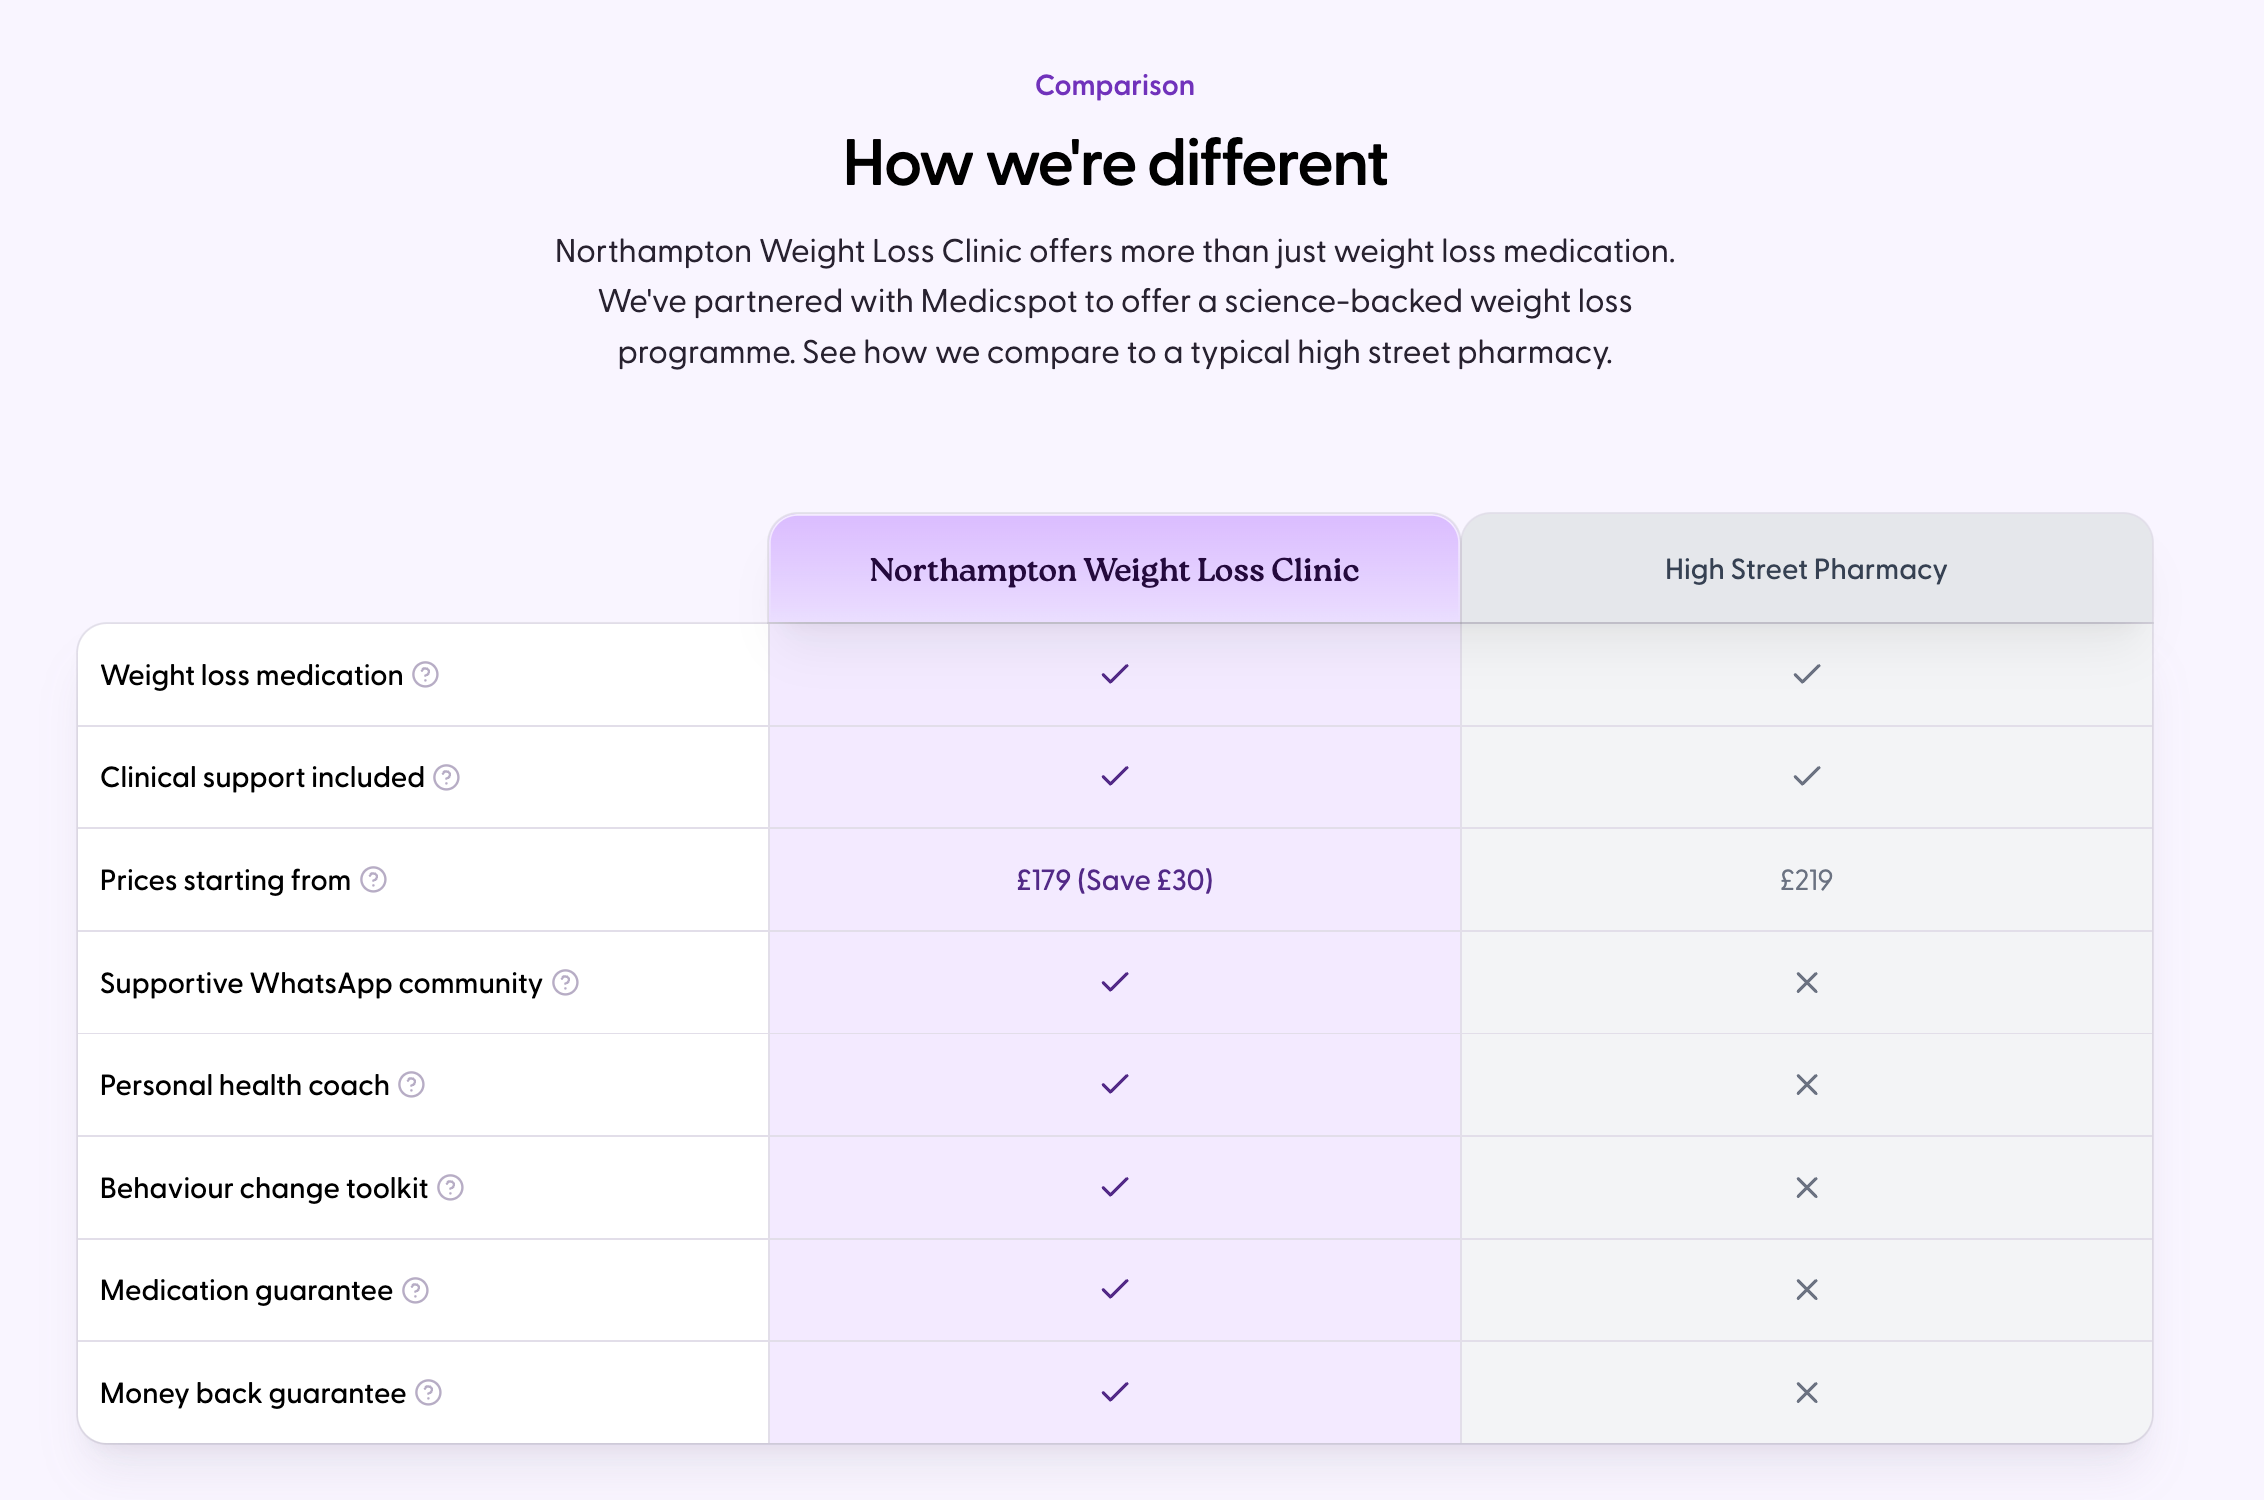 Comparison
How we're different
Northampton Weight Loss Clinic offers more than just weight loss medication.
We've partnered with Medicspot to offer a science-backed weight loss
programme. See how we compare to a typical high street pharmacy.
Northampton Weight Loss Clinic High Street Pharmacy
Weight loss medication
Clinical support included
Prices starting from £179 (Save £30) £219
Supportive WhatsApp community
Personal health coach
Behaviour change toolkit
Medication guarantee
Money back guarantee